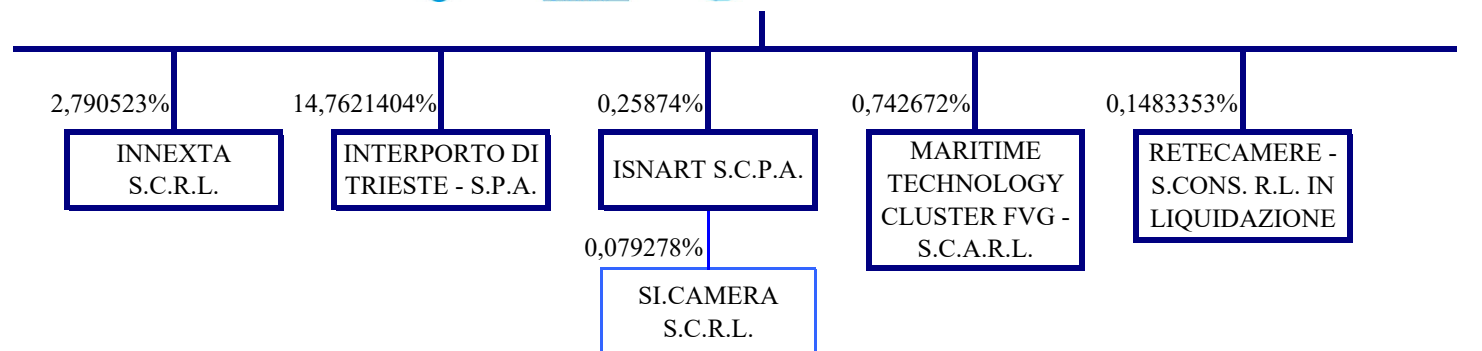 2,790523%
14,7621404%
0,25874%
0,742672%
0,1483353%
INNEXTA
S.C.R.L.
INTERPORTO DI
TRIESTE - S.P.A.
ISNART S.C.P.A.
MARITIME
TECHNOLOGY
CLUSTER FVG -
S.C.A.R.L.
RETECAMERE -
S.CONS. R.L. IN
LIQUIDAZIONE
0,079278%
SI.CAMERA
S.C.R.L.